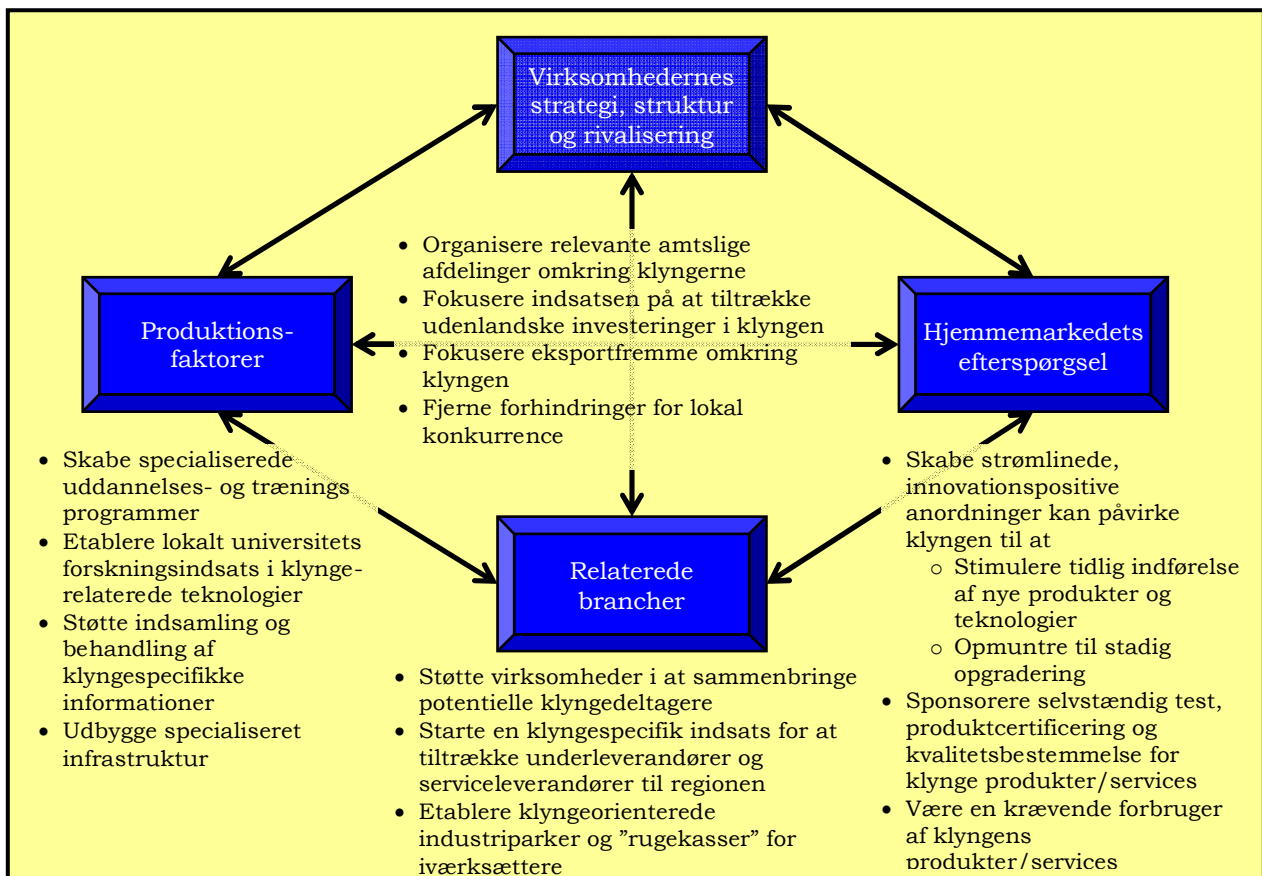 Virksomhedernes
strategi, struktur
og rivalisering
• Organisere relevante amtslige
afdelinger omkring klyngerne
• Fokusere indsatsen på at tiltrække
udenlandske investeringer i klyngen
• Fokusere eksportfremme omkring
klyngen
• Fjerne forhindringer for lokal
konkurrence
Produktions-
faktorer
Hjemmemarkedets
efterspørgsel
• Skabe specialiserede
uddannelses- og trænings
programmer
• Etablere lokalt universitets
forskningsindsats i klynge-
relaterede teknologier
• Støtte indsamling og
behandling af
klyngespecifikke
informationer
• Udbygge specialiseret
infrastruktur
Relaterede
brancher
• Støtte virksomheder i at sammenbringe
potentielle klyngedeltagere
• Starte en klyngespecifik indsats for at
tiltrække underleverandører og
serviceleverandører til regionen
• Etablere klyngeorienterede
industriparker og ”rugekasser” for
iværksættere
• Skabe strømlinede,
innovationspositive
anordninger kan påvirke
klyngen til at
o Stimulere tidlig indførelse
af nye produkter og
teknologier
o Opmuntre til stadig
opgradering
• Sponsorere selvstændig test,
produktcertificering og
kvalitetsbestemmelse for
klynge produkter/services
• Være en krævende forbruger
af klyngens
produkter/services